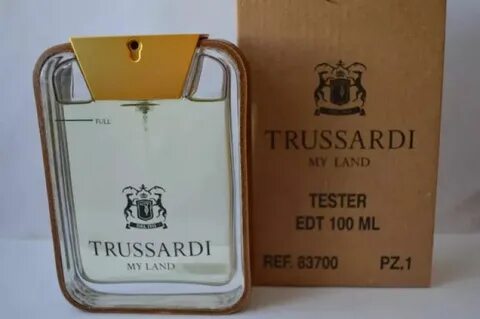 FULL
TRUSSARDI
MY LAND
TRUSSARDI
MY LAND
TESTER
EDT 100 ML
REF. 83700 PZ.1